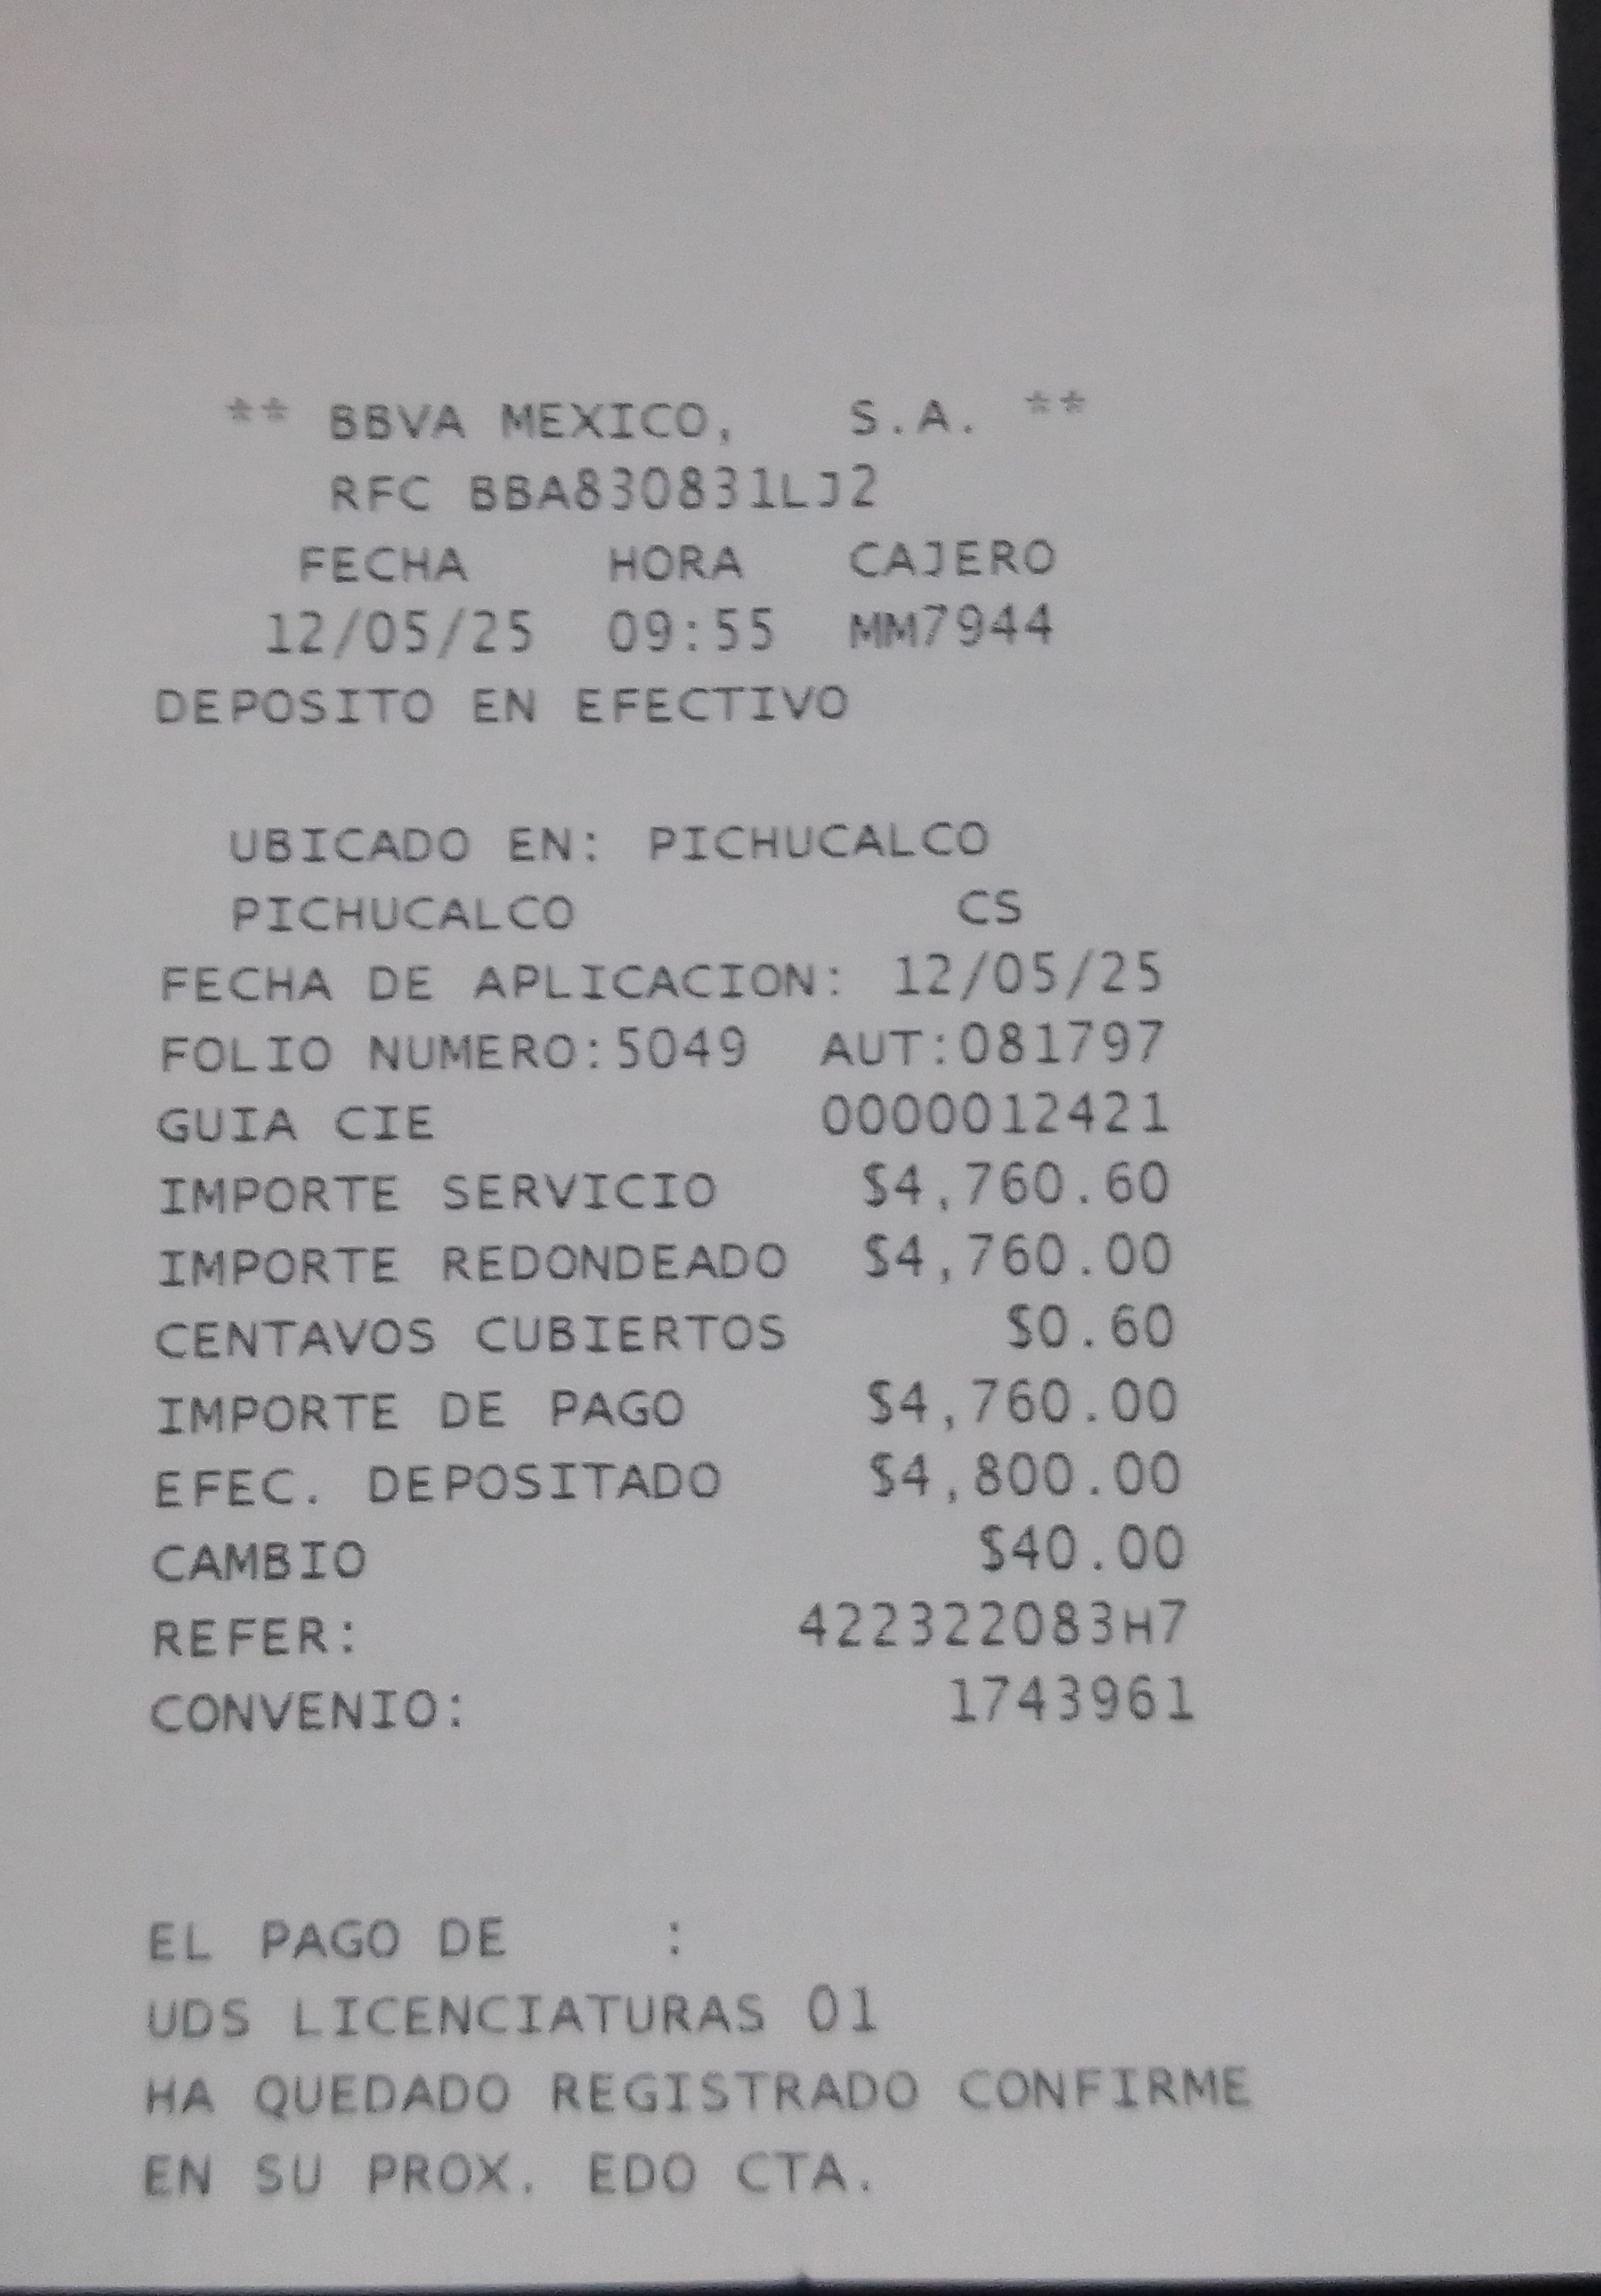 ** BBVA MEXICO, S.A. **
RFC BBA830831LJ2
FECHA HORA CAJERO
12/05/25 09:55 MM7944
DEPOSITO EN EFECTIVO
UBICADO EN: PICHUCALCO
PICHUCALCO CS
FECHA DE APLICACION: 12/05/25
FOLIO NUMERO:5049 AUT:081797
GUIA CIE 0000012421
IMPORTE SERVICIO $4,760.60
IMPORTE REDONDEADO $4,760.00
CENTAVOS CUBIERTOS $0.60
IMPORTE DE PAGO $4,760.00
EFEC. DEPOSITADO $4,800.00
CAMBIO $40.00
REFER: 422322083H7
CONVENIO: 1743961
EL PAGO DE :
UDS LICENCIATURAS 01
HA QUEDADO REGISTRADO CONFIRME
EN SU PROX. EDO CTA.